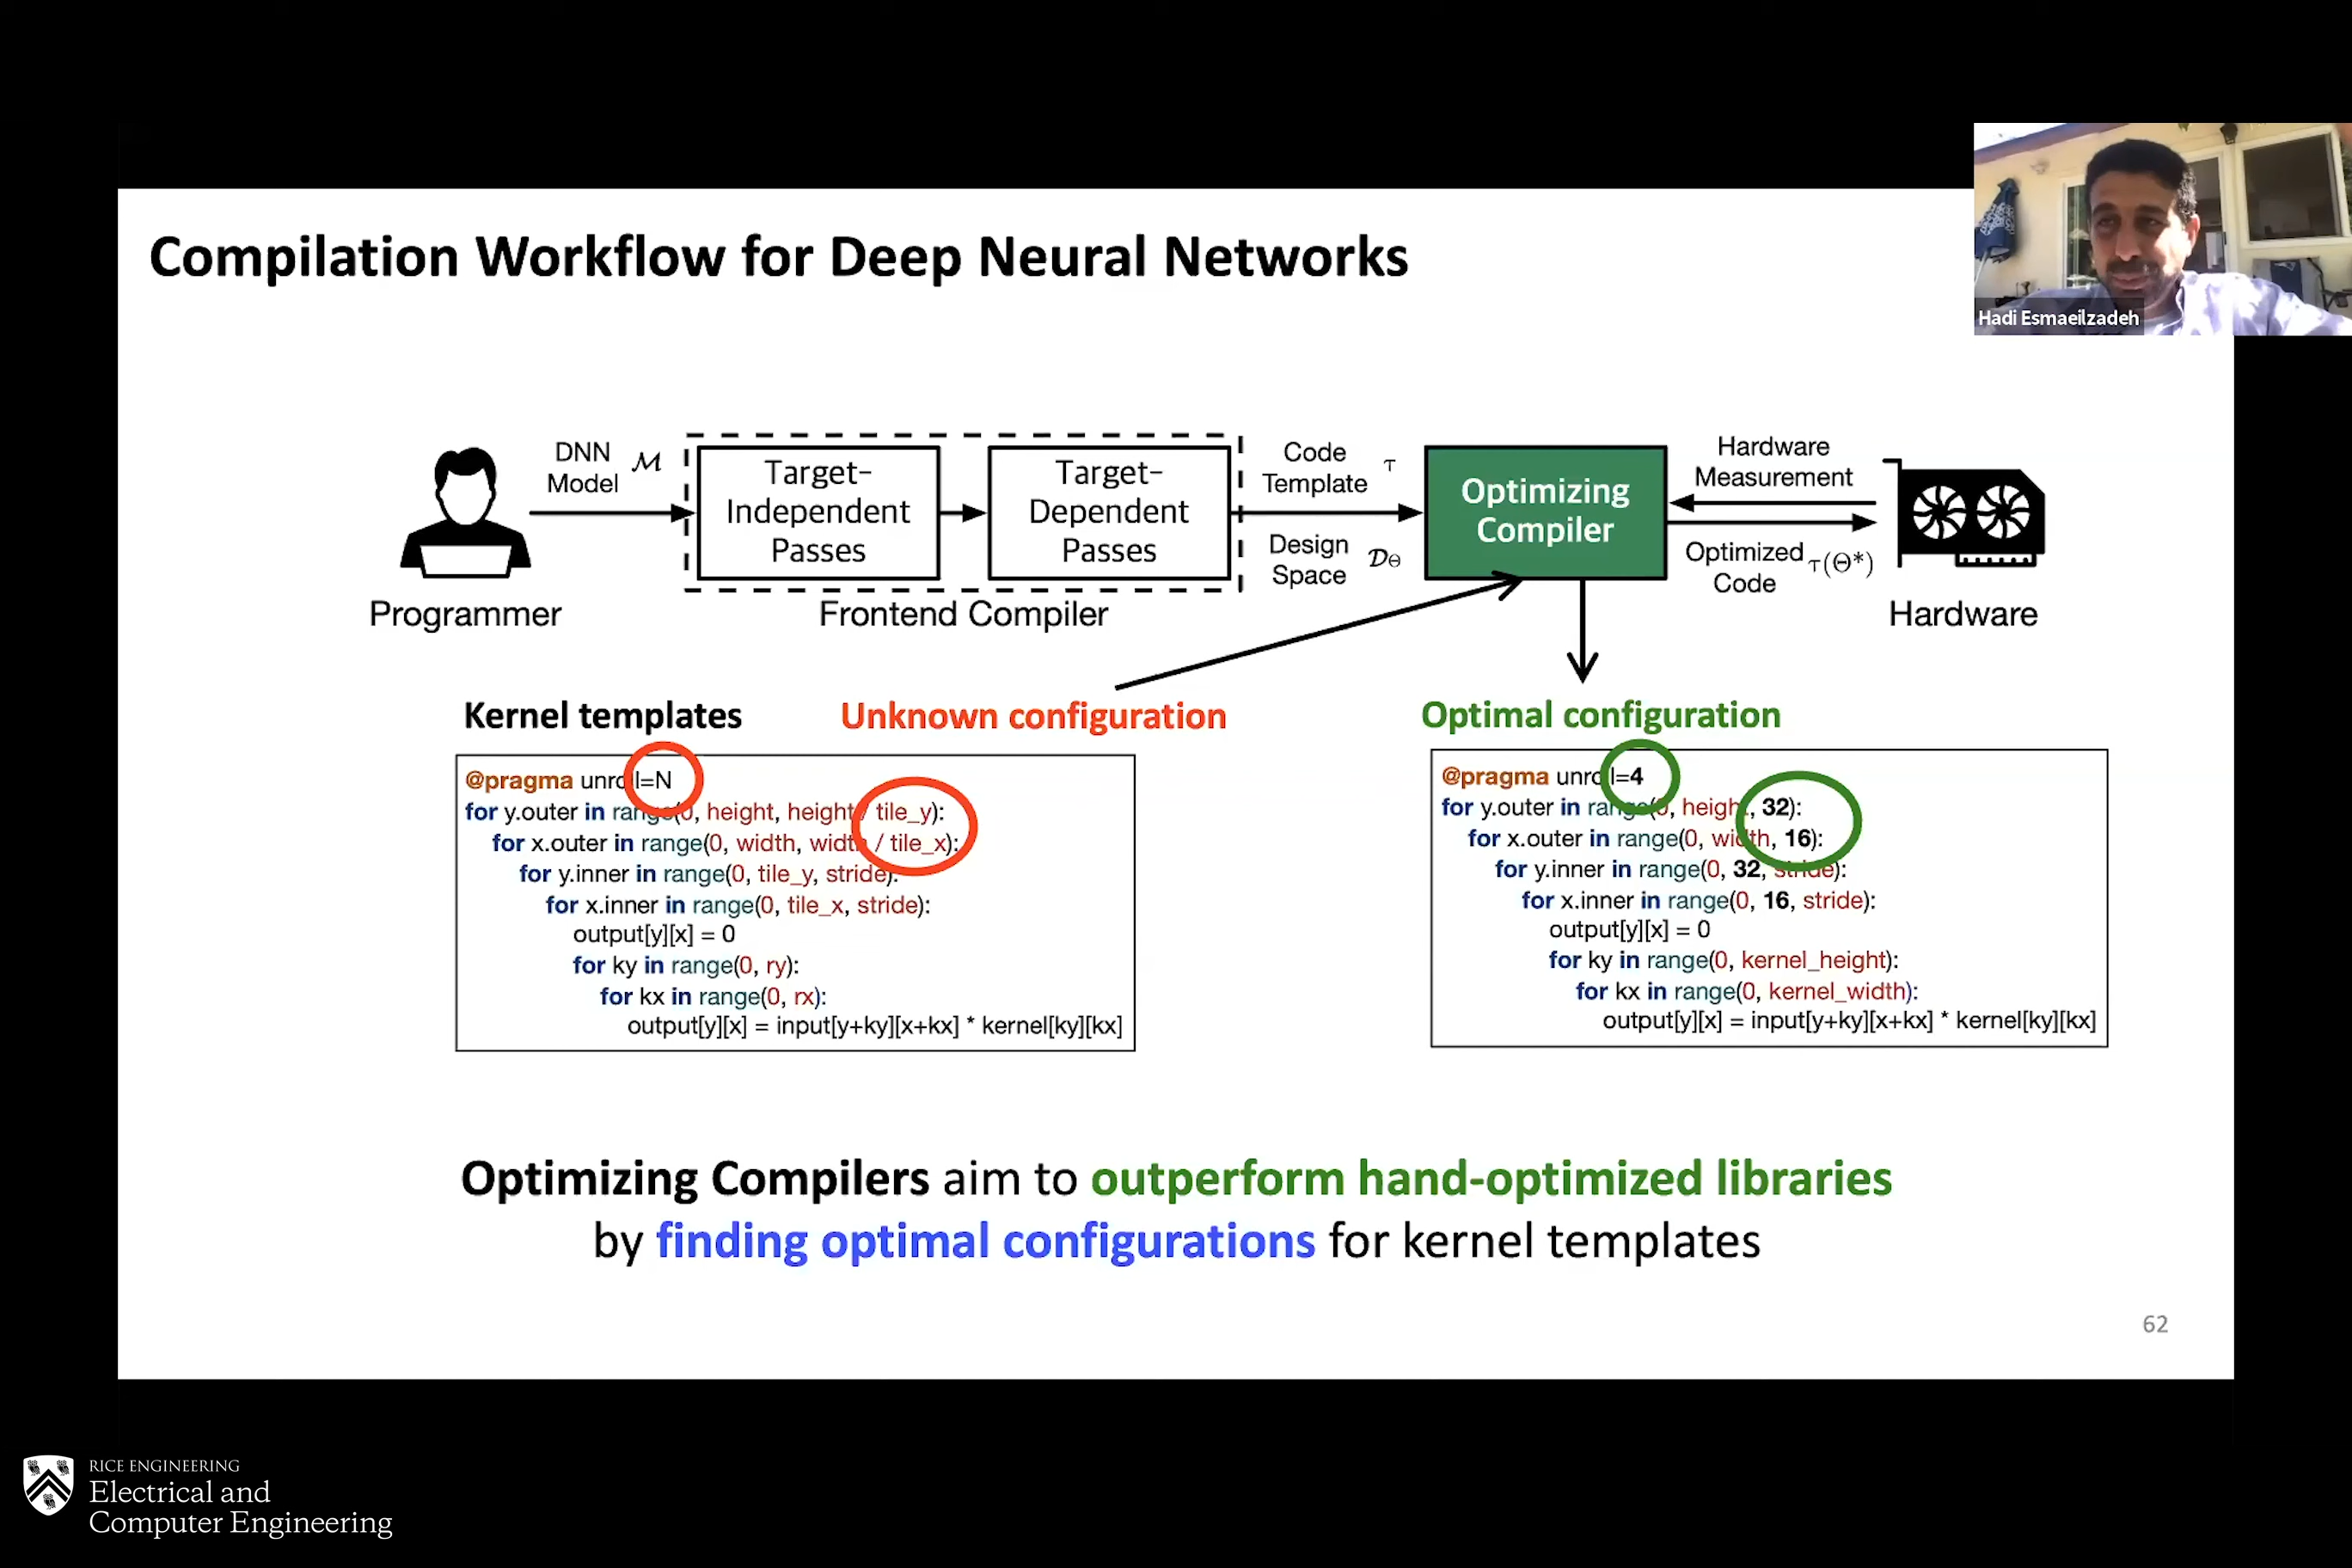 Compilation Workflow for Deep Neural Networks
Hadi Esmaeilzadeh
DNN
Model ℳ
Target-
Independent
Passes
Target-
Dependent
Passes
Code
Template τ
Design
Space 𝒟Θ
Optimizing
Compiler
Hardware
Measurement
Optimized
Code τ(Θ*)
Programmer
Frontend Compiler
Hardware
Kernel templates
Unknown configuration
Optimal configuration
@pragma unroll=N
for y.outer in range(0, height, height / tile_y):
for x.outer in range(0, width, width / tile_x):
for y.inner in range(0, tile_y, stride):
for x.inner in range(0, tile_x, stride):
output[y][x] = 0
for ky in range(0, ry):
for kx in range(0, rx):
output[y][x] = input[y+ky][x+kx] * kernel[ky][kx]
@pragma unroll=4
for y.outer in range(0, height, 32):
for x.outer in range(0, width, 16):
for y.inner in range(0, 32, stride):
for x.inner in range(0, 16, stride):
output[y][x] = 0
for ky in range(0, kernel_height):
for kx in range(0, kernel_width):
output[y][x] = input[y+ky][x+kx] * kernel[ky][kx]
Optimizing Compilers aim to outperform hand-optimized libraries
by finding optimal configurations for kernel templates
62
RICE ENGINEERING
Electrical and
Computer Engineering